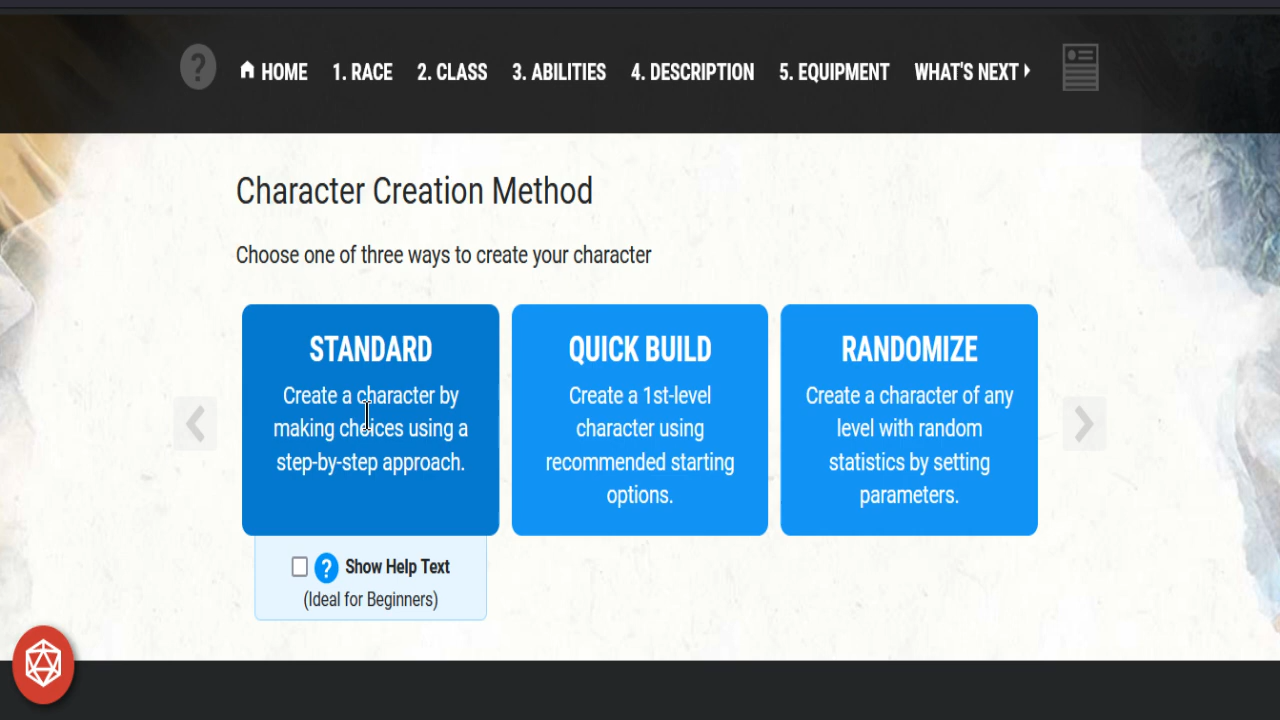 HOME 1. RACE 2. CLASS 3. ABILITIES 4. DESCRIPTION 5. EQUIPMENT WHAT'S NEXT
Character Creation Method
Choose one of three ways to create your character
STANDARD
Create a character by
making choices using a
step-by-step approach.
QUICK BUILD
Create a 1st-level
character using
recommended starting
options.
RANDOMIZE
Create a character of any
level with random
statistics by setting
parameters.
? Show Help Text
(Ideal for Beginners)